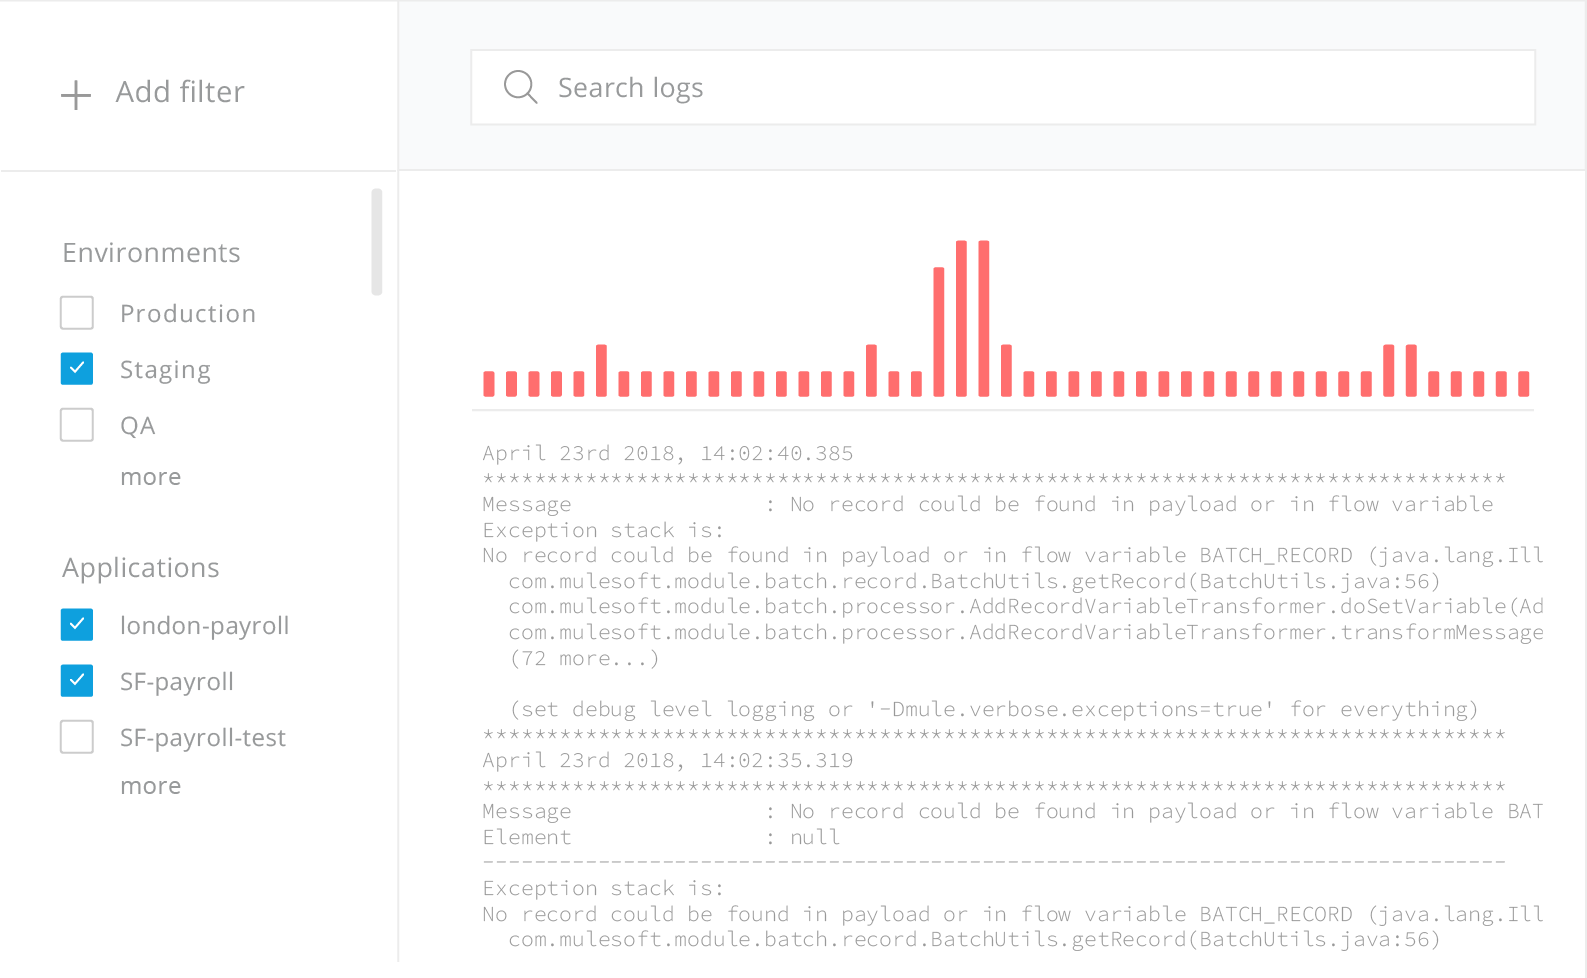 Add filter
Search logs
Environments
Production
Staging
QA
more
Applications
london-payroll
SF-payroll
SF-payroll-test
more
April 23rd 2018, 14:02:40.385
********************************************************************************
Message               : No record could be found in payload or in flow variable
Exception stack is:
No record could be found in payload or in flow variable BATCH_RECORD (java.lang.Ill
  com.mulesoft.module.batch.record.BatchUtils.getRecord(BatchUtils.java:56)
  com.mulesoft.module.batch.processor.AddRecordVariableTransformer.doSetVariable(Ad
  com.mulesoft.module.batch.processor.AddRecordVariableTransformer.transformMessage
  (72 more...)
  (set debug level logging or '-Dmule.verbose.exceptions=true' for everything)
********************************************************************************
April 23rd 2018, 14:02:35.319
********************************************************************************
Message               : No record could be found in payload or in flow variable BAT
Element               : null
--------------------------------------------------------------------------------
Exception stack is:
No record could be found in payload or in flow variable BATCH_RECORD (java.lang.Ill
  com.mulesoft.module.batch.record.BatchUtils.getRecord(BatchUtils.java:56)